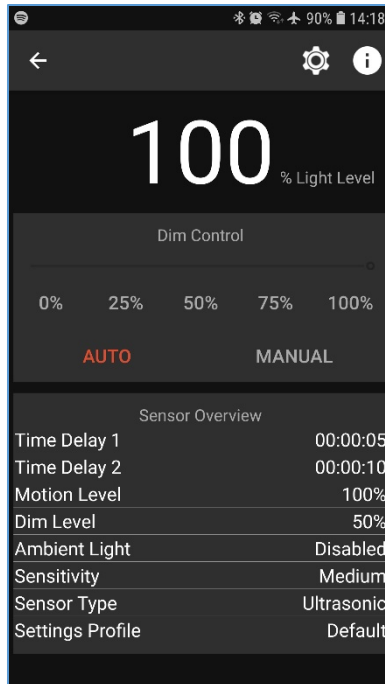 90% 14:18
100 % Light Level
Dim Control
0% 25% 50% 75% 100%
AUTO MANUAL
Sensor Overview
Time Delay 1 00:00:05
Time Delay 2 00:00:10
Motion Level 100%
Dim Level 50%
Ambient Light Disabled
Sensitivity Medium
Sensor Type Ultrasonic
Settings Profile Default